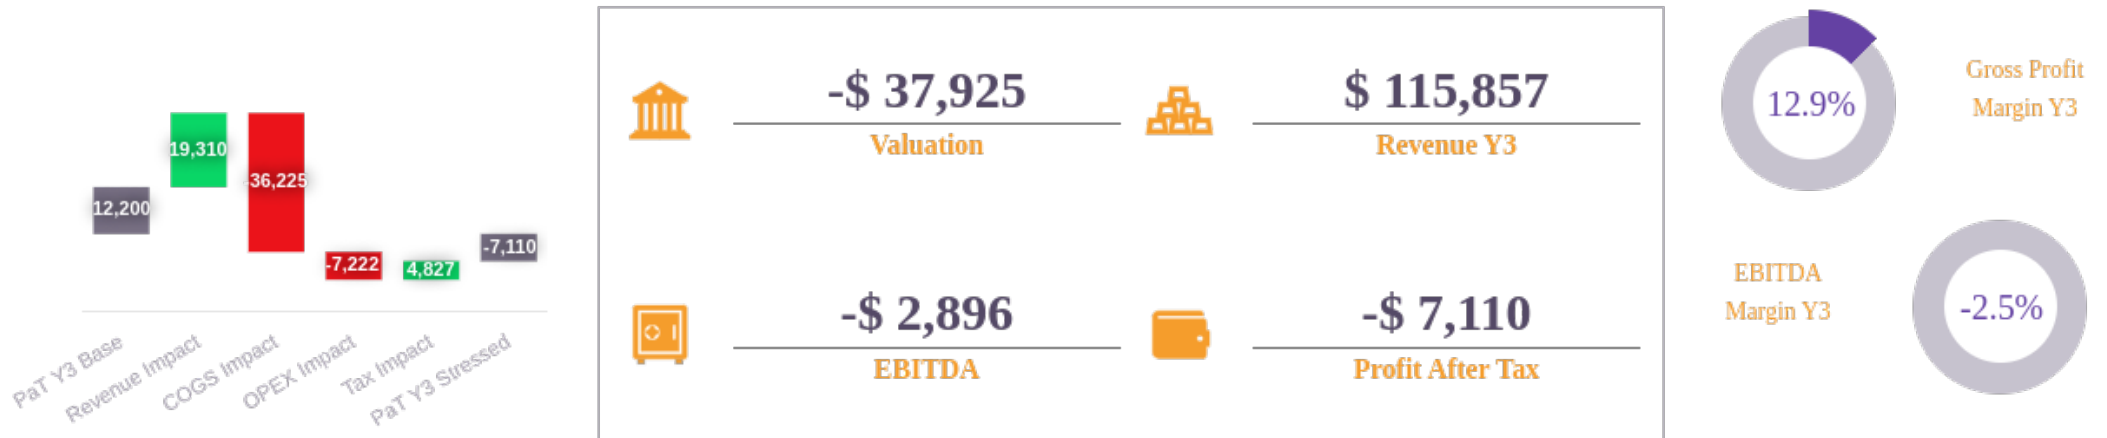 12,200
19,310
-36,225
-7,222
4,827
-7,110
PaT Y3 Base
Revenue Impact
COGS Impact
OPEX Impact
Tax Impact
PaT Y3 Stressed
-$ 37,925
Valuation
$ 115,857
Revenue Y3
-$ 2,896
EBITDA
-$ 7,110
Profit After Tax
12.9%
Gross Profit
Margin Y3
EBITDA
Margin Y3
-2.5%